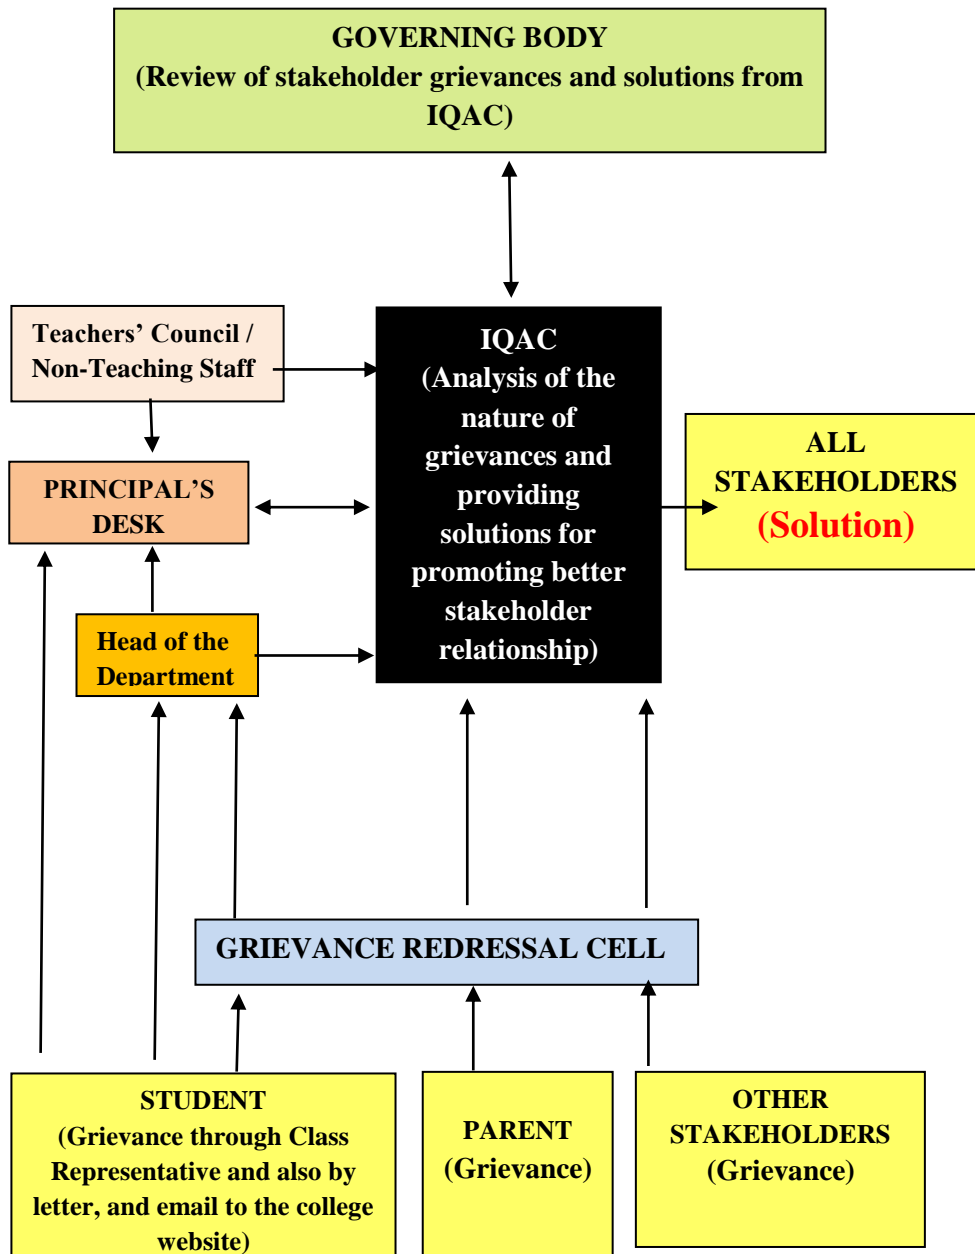 GOVERNING BODY
(Review of stakeholder grievances and solutions from
IQAC)
Teachers’ Council /
Non-Teaching Staff
IQAC
(Analysis of the
nature of
grievances and
providing
solutions for
promoting better
stakeholder
relationship)
ALL
STAKEHOLDERS
(Solution)
PRINCIPAL’S
DESK
Head of the
Department
GRIEVANCE REDRESSAL CELL
STUDENT
(Grievance through Class
Representative and also by
letter, and email to the college
website)
PARENT
(Grievance)
OTHER
STAKEHOLDERS
(Grievance)